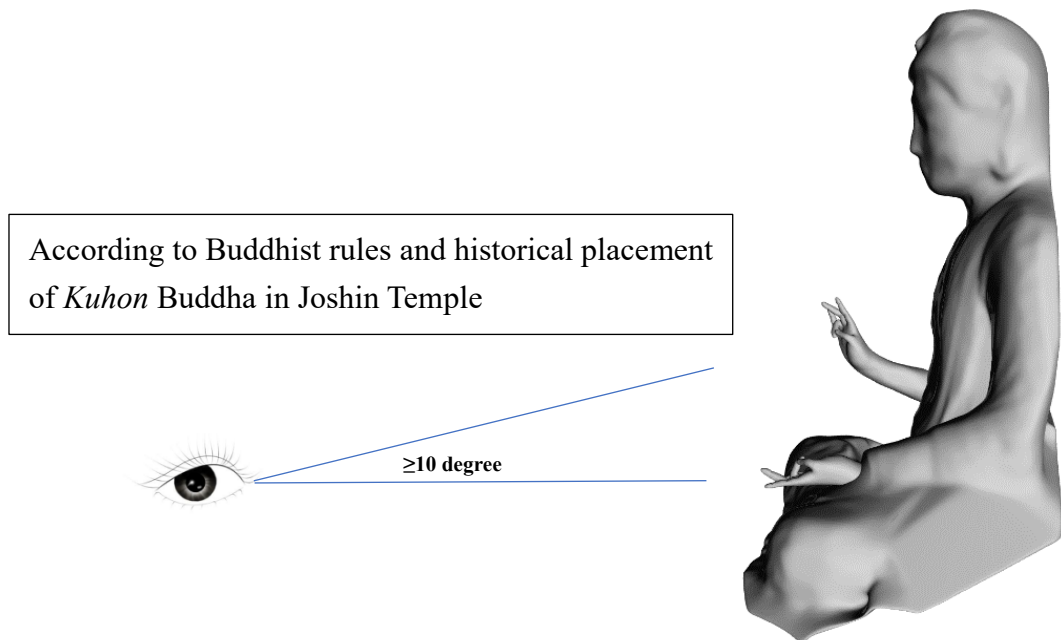 According to Buddhist rules and historical placement
of Kuhon Buddha in Joshin Temple
≥10 degree